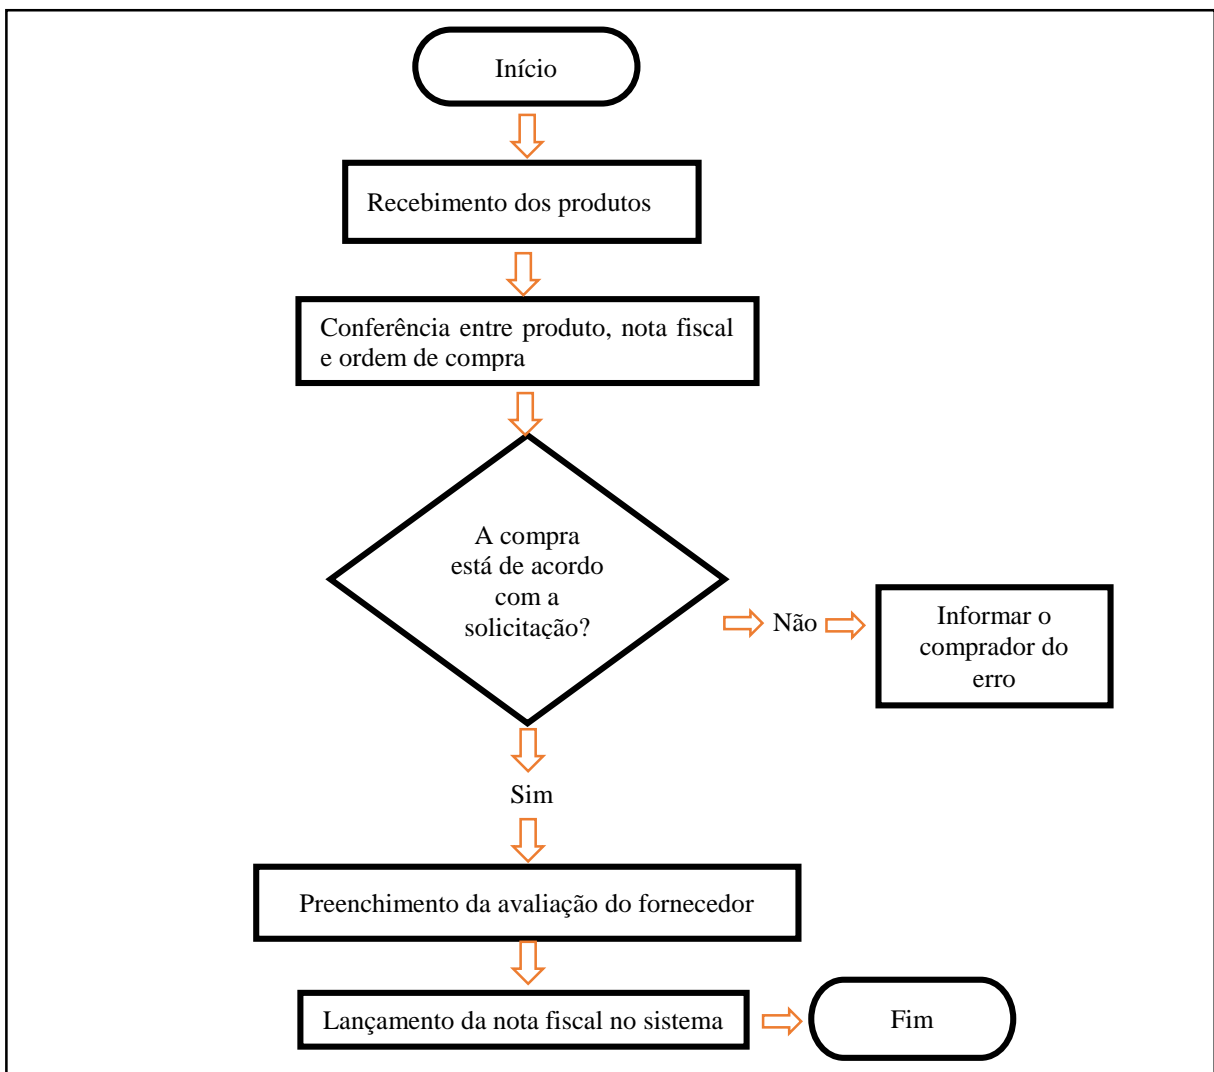 Início
Recebimento dos produtos
Conferência entre produto, nota fiscal
e ordem de compra
A compra
está de acordo
com a
solicitação?
Não
Informar o
comprador do
erro
Sim
Preenchimento da avaliação do fornecedor
Lançamento da nota fiscal no sistema
Fim